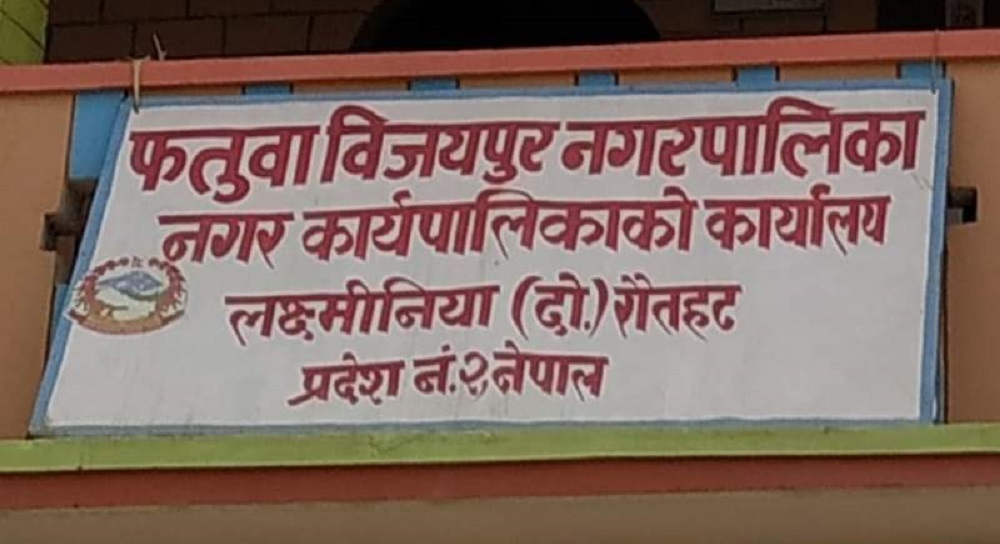 फतुवा विजयपुर नगरपालिका
नगर कार्यपालिकाको कार्यालय
लक्ष्मीनिया (दो.) रौतहट
प्रदेश नं.२,नेपाल